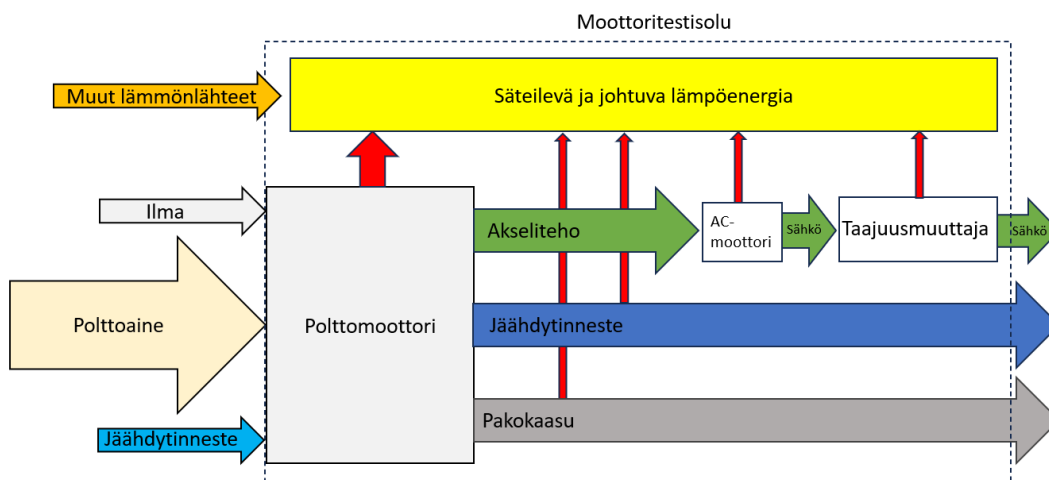 Moottoritestisolu
Muut lämmönlähteet
Säteilevä ja johtuva lämpöenergia
Ilma
Akseliteho
AC-
moottori
Sähkö
Taajuusmuuttaja
Sähkö
Polttoaine
Polttomoottori
Jäähdytinneste
Jäähdytinneste
Pakokaasu